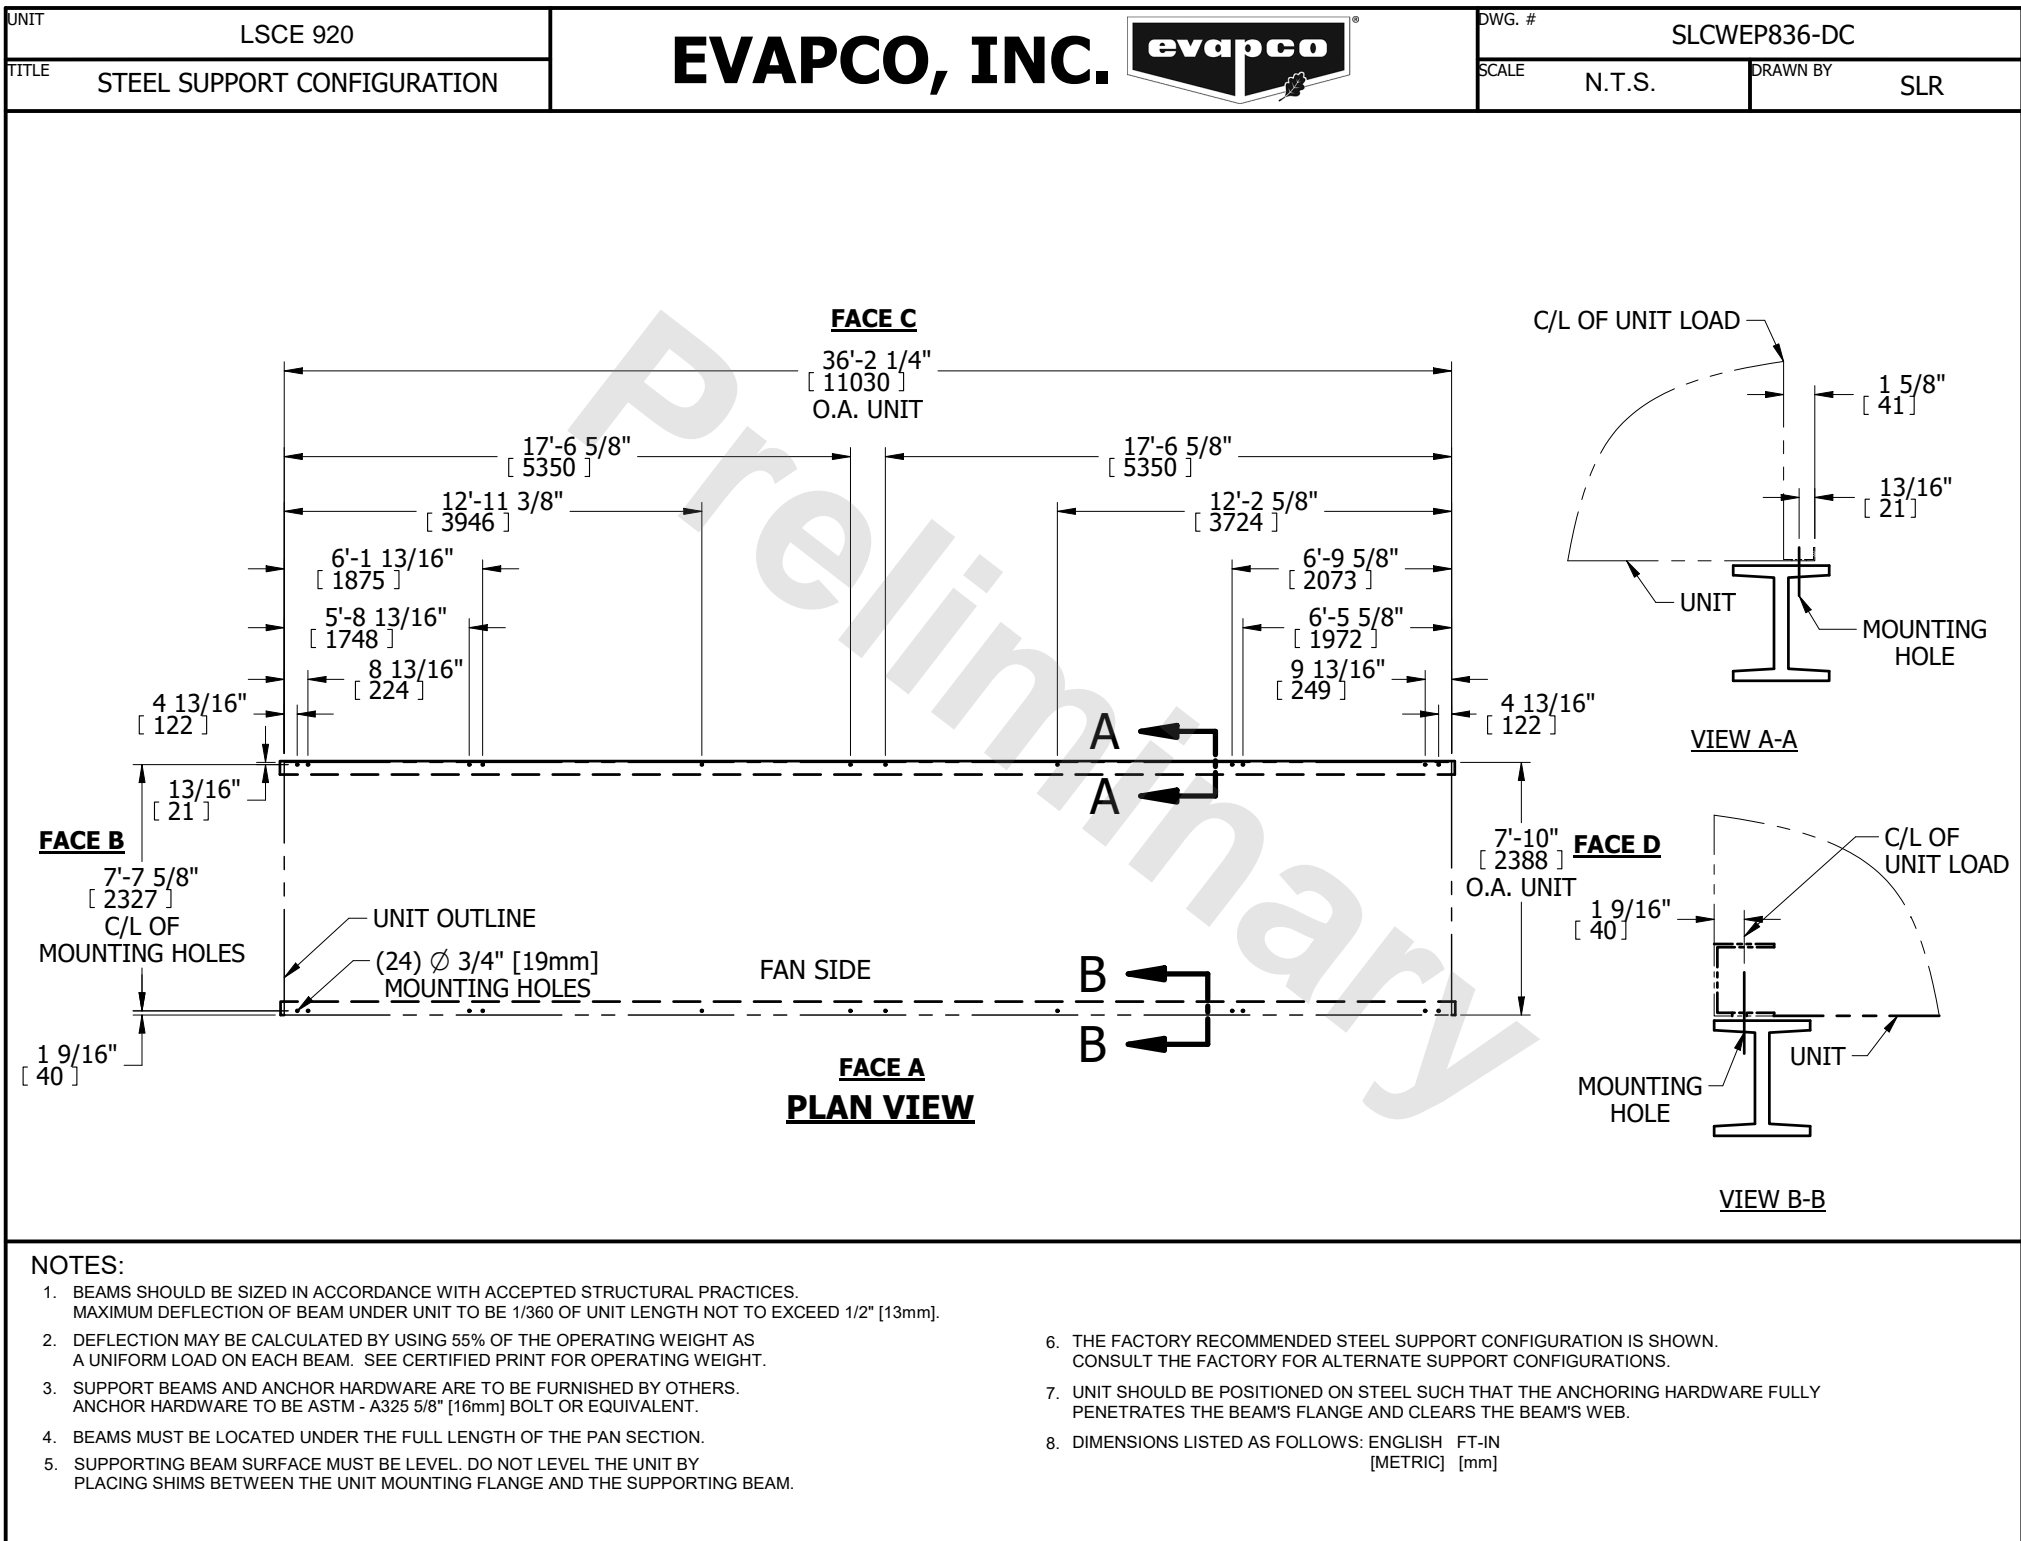 UNIT
LSCE 920
TITLE
STEEL SUPPORT CONFIGURATION
EVAPCO, INC.
evapco
®
DWG. #
SLCWEP836-DC
SCALE
N.T.S.
DRAWN BY
SLR
Preliminary
FACE C
36'-2 1/4"
[ 11030 ]
O.A. UNIT
17'-6 5/8"
[ 5350 ]
17'-6 5/8"
[ 5350 ]
12'-11 3/8"
[ 3946 ]
12'-2 5/8"
[ 3724 ]
6'-1 13/16"
[ 1875 ]
6'-9 5/8"
[ 2073 ]
5'-8 13/16"
[ 1748 ]
6'-5 5/8"
[ 1972 ]
8 13/16"
[ 224 ]
9 13/16"
[ 249 ]
4 13/16"
[ 122 ]
4 13/16"
[ 122 ]
A
A
13/16"
[ 21 ]
FACE B
7'-7 5/8"
[ 2327 ]
C/L OF
MOUNTING HOLES
7'-10"
[ 2388 ]
O.A. UNIT
FACE D
UNIT OUTLINE
(24) ∅ 3/4" [19mm]
MOUNTING HOLES
FAN SIDE
B
B
1 9/16"
[ 40 ]
FACE A
PLAN VIEW
C/L OF UNIT LOAD
1 5/8"
[ 41 ]
13/16"
[ 21 ]
UNIT
MOUNTING
HOLE
VIEW A-A
C/L OF
UNIT LOAD
1 9/16"
[ 40 ]
UNIT
MOUNTING
HOLE
VIEW B-B
NOTES:
1. BEAMS SHOULD BE SIZED IN ACCORDANCE WITH ACCEPTED STRUCTURAL PRACTICES.
MAXIMUM DEFLECTION OF BEAM UNDER UNIT TO BE 1/360 OF UNIT LENGTH NOT TO EXCEED 1/2" [13mm].
2. DEFLECTION MAY BE CALCULATED BY USING 55% OF THE OPERATING WEIGHT AS
A UNIFORM LOAD ON EACH BEAM. SEE CERTIFIED PRINT FOR OPERATING WEIGHT.
3. SUPPORT BEAMS AND ANCHOR HARDWARE ARE TO BE FURNISHED BY OTHERS.
ANCHOR HARDWARE TO BE ASTM - A325 5/8" [16mm] BOLT OR EQUIVALENT.
4. BEAMS MUST BE LOCATED UNDER THE FULL LENGTH OF THE PAN SECTION.
5. SUPPORTING BEAM SURFACE MUST BE LEVEL. DO NOT LEVEL THE UNIT BY
PLACING SHIMS BETWEEN THE UNIT MOUNTING FLANGE AND THE SUPPORTING BEAM.
6. THE FACTORY RECOMMENDED STEEL SUPPORT CONFIGURATION IS SHOWN.
CONSULT THE FACTORY FOR ALTERNATE SUPPORT CONFIGURATIONS.
7. UNIT SHOULD BE POSITIONED ON STEEL SUCH THAT THE ANCHORING HARDWARE FULLY
PENETRATES THE BEAM'S FLANGE AND CLEARS THE BEAM'S WEB.
8. DIMENSIONS LISTED AS FOLLOWS: ENGLISH FT-IN
[METRIC] [mm]